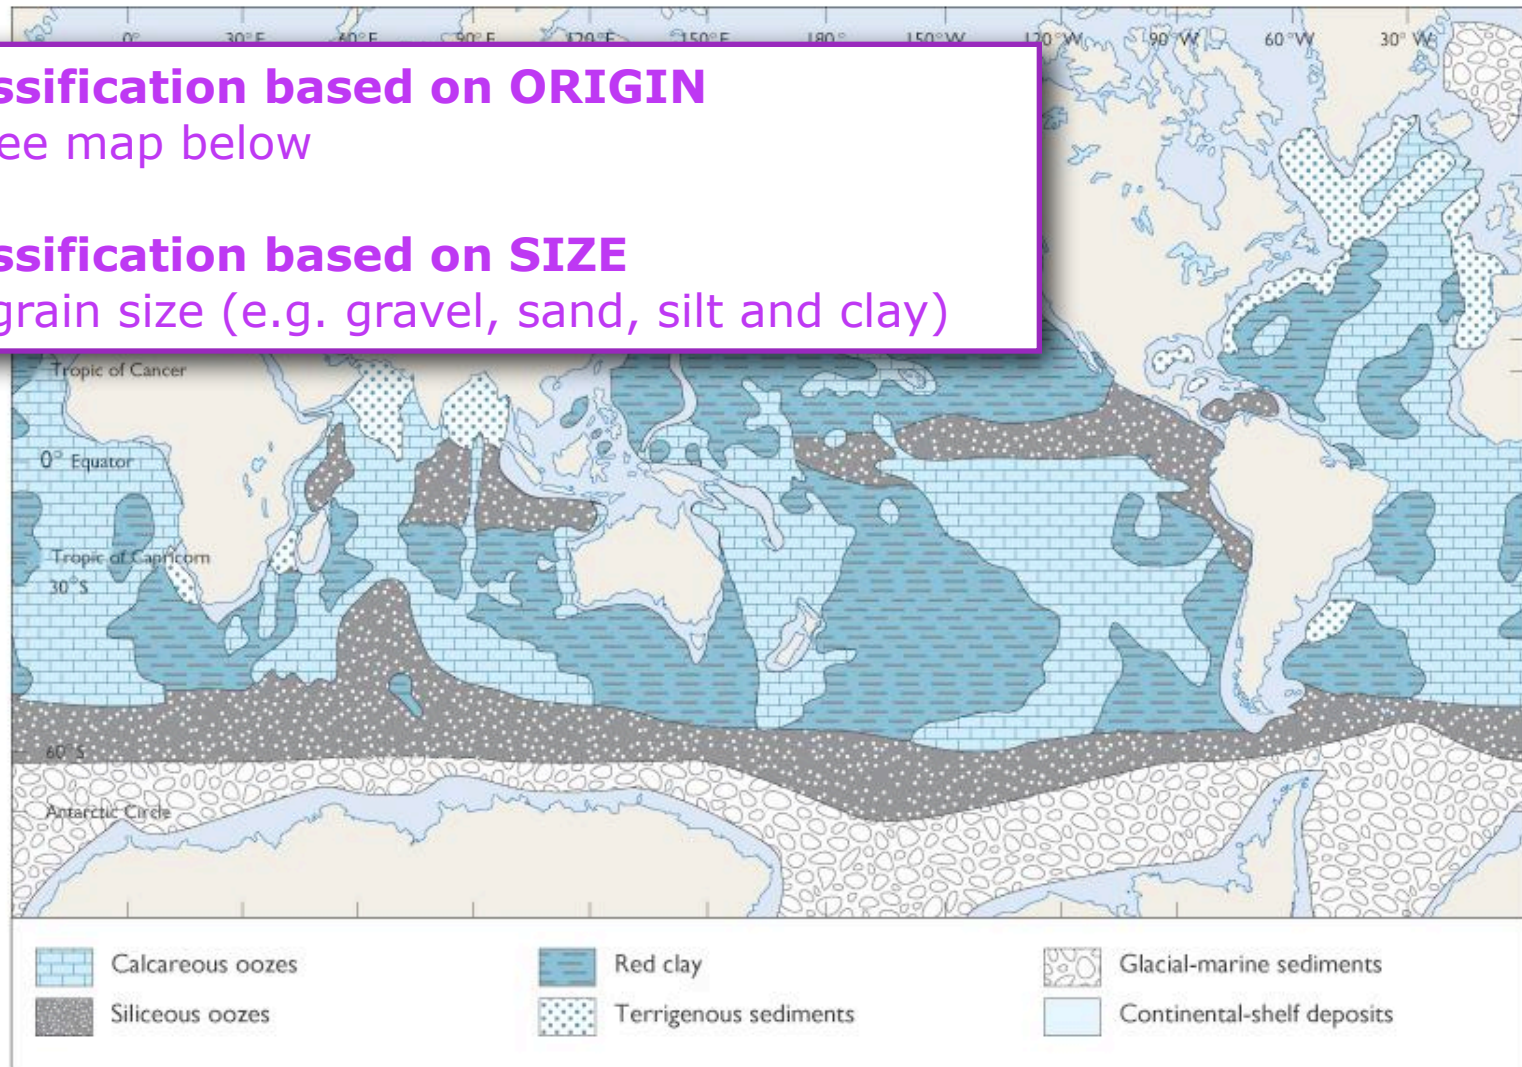 0° 30°E 60°E 90°E 120°E 150°E 180° 150°W 120°W 90°W 60°W 30°W
ssification based on ORIGIN
ee map below
ssification based on SIZE
grain size (e.g. gravel, sand, silt and clay)
Tropic of Cancer
0° Equator
Tropic of Capricorn
30°S
60°S
Antarctic Circle
Calcareous oozes
Red clay
Glacial-marine sediments
Siliceous oozes
Terrigenous sediments
Continental-shelf deposits